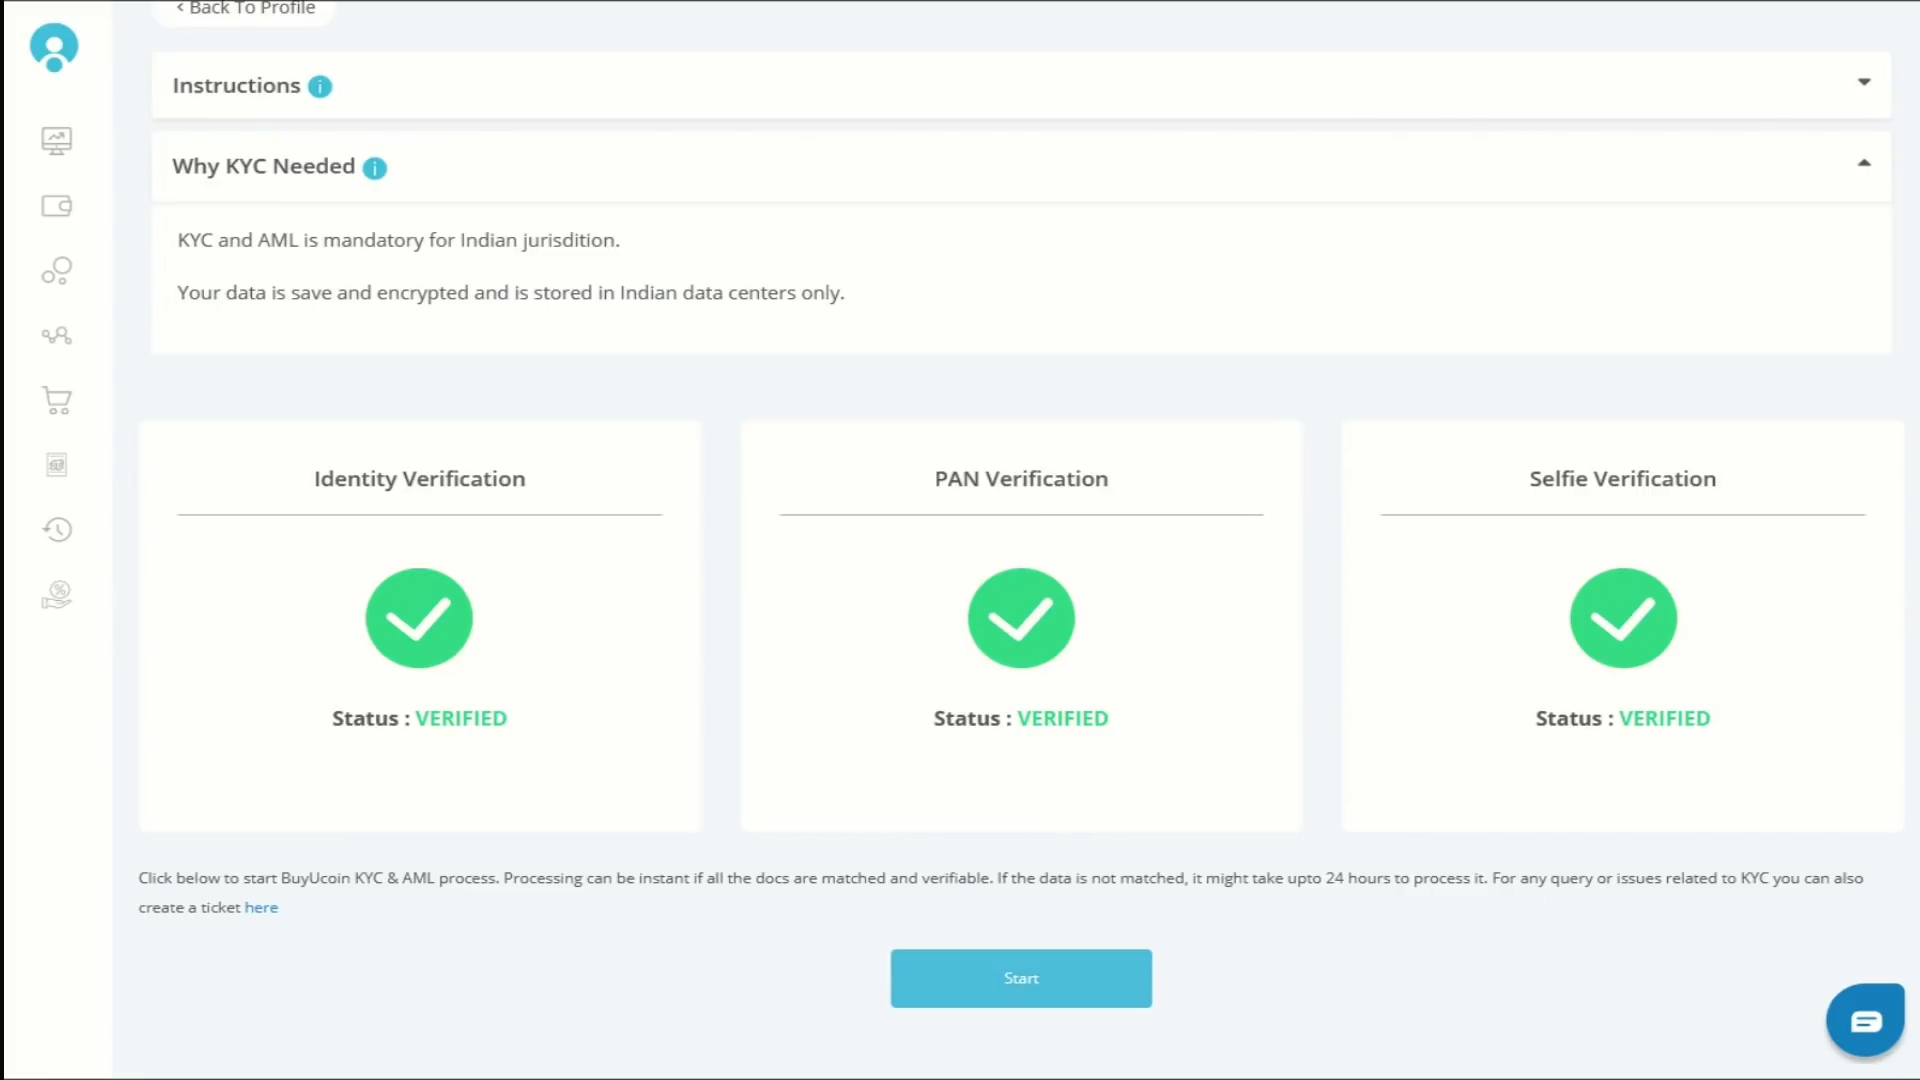 ‹ Back To Profile
Instructions i
Why KYC Needed i
KYC and AML is mandatory for Indian jurisdition.
Your data is save and encrypted and is stored in Indian data centers only.
Identity Verification
Status : VERIFIED
PAN Verification
Status : VERIFIED
Selfie Verification
Status : VERIFIED
Click below to start BuyUcoin KYC & AML process. Processing can be instant if all the docs are matched and verifiable. If the data is not matched, it might take upto 24 hours to process it. For any query or issues related to KYC you can also
create a ticket here
Start